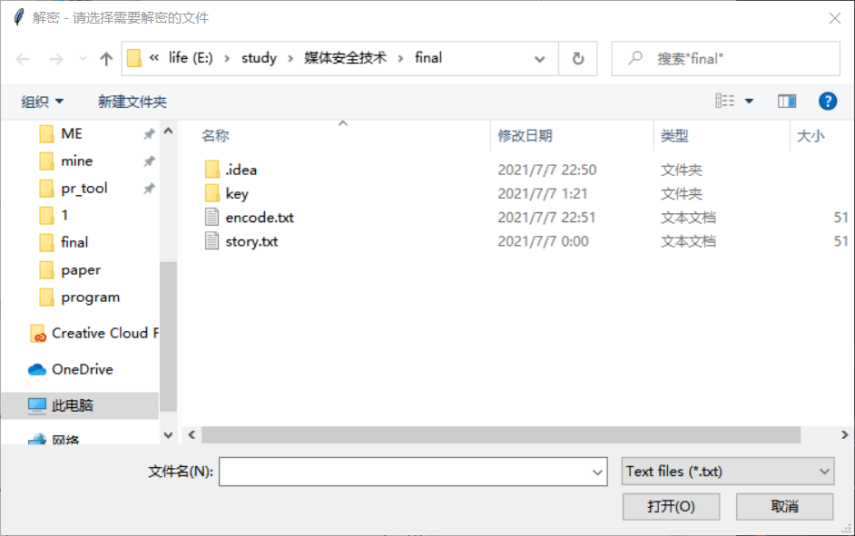 解密 - 请选择需要解密的文件
« life (E:) › study › 媒体安全技术 › final
搜索"final"
组织
新建文件夹
ME
mine
pr_tool
1
final
paper
program
Creative Cloud F
OneDrive
此电脑
网络
名称 修改日期 类型 大小
.idea 2021/7/7 22:50 文件夹
key 2021/7/7 1:21 文件夹
encode.txt 2021/7/7 22:51 文本文档 51
story.txt 2021/7/7 0:00 文本文档 51
文件名(N):
Text files (*.txt)
打开(O) 取消